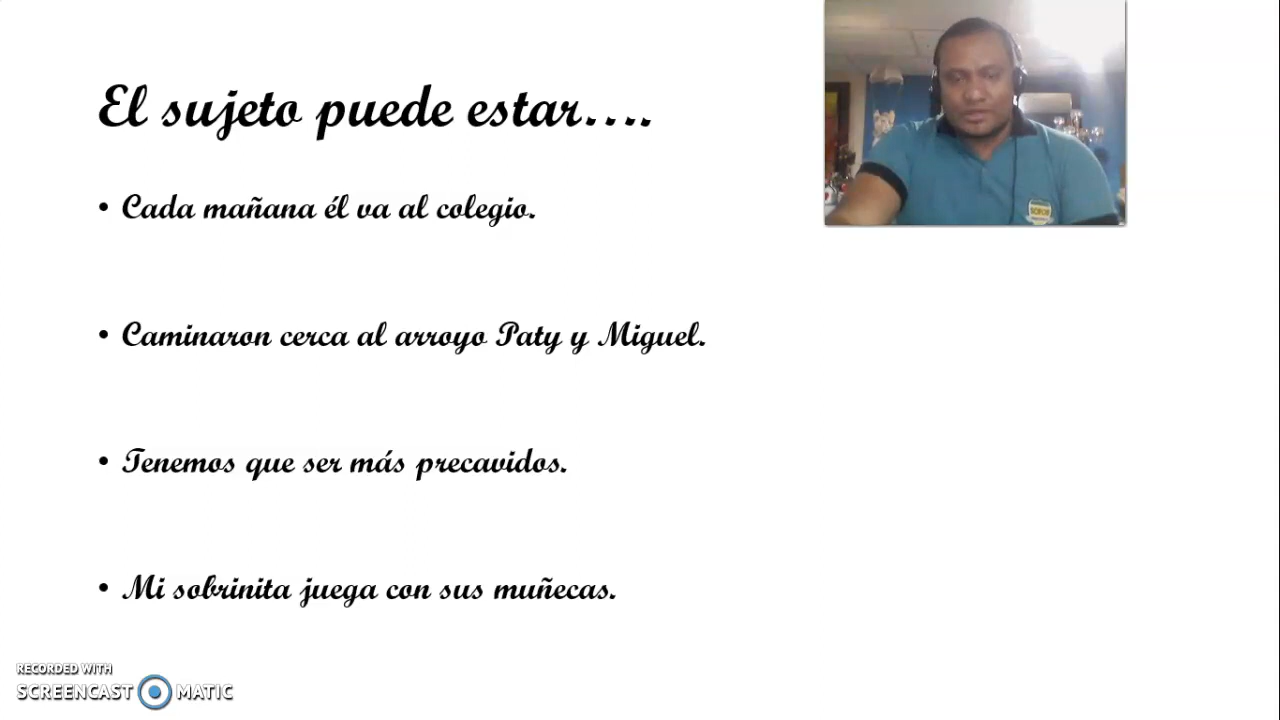 El sujeto puede estar....
• Cada mañana él va al colegio.
• Caminaron cerca al arroyo Paty y Miguel.
• Tenemos que ser más precavidos.
• Mi sobrinita juega con sus muñecas.
RECORDED WITH
SCREENCAST MATIC